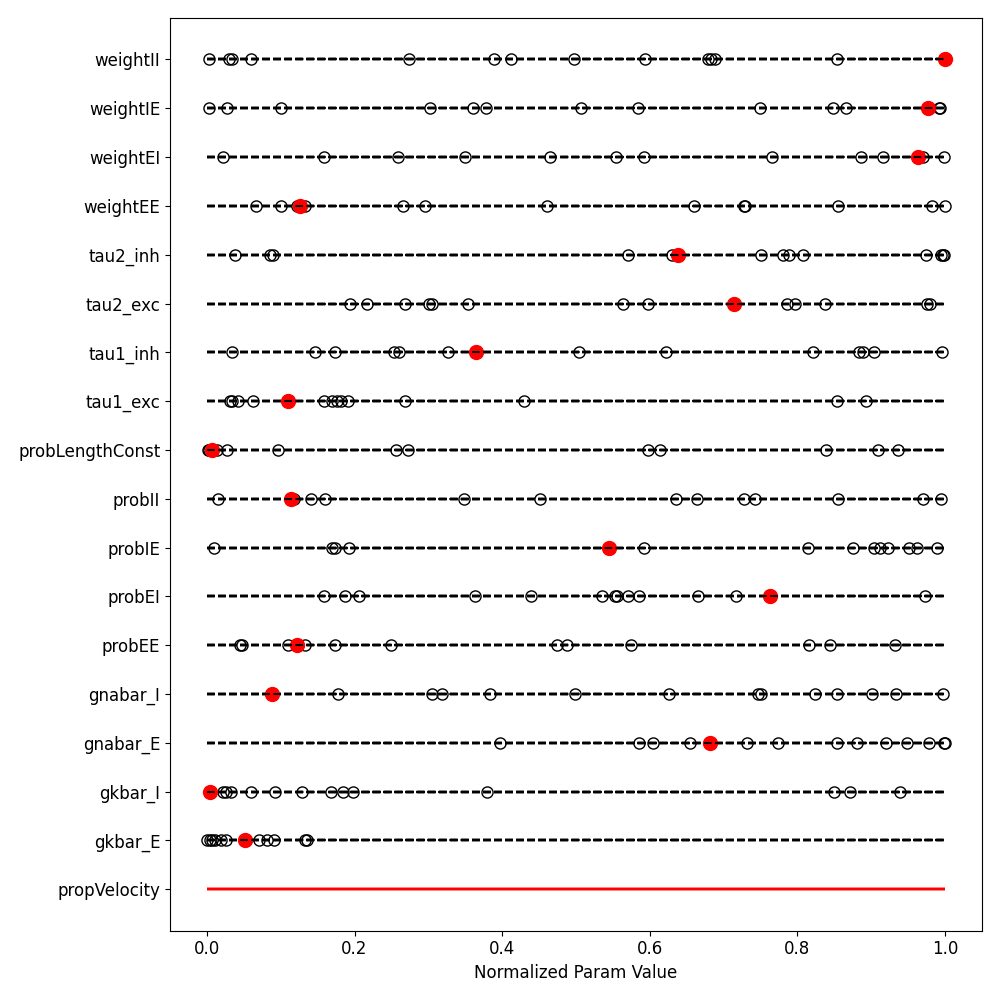 weightII
weightIE
weightEI
weightEE
tau2_inh
tau2_exc
tau1_inh
tau1_exc
probLengthConst
probII
probIE
probEI
probEE
gnabar_I
gnabar_E
gkbar_I
gkbar_E
propVelocity
0.0 0.2 0.4 0.6 0.8 1.0
Normalized Param Value